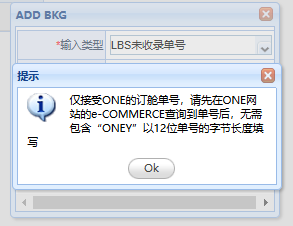 ADD BKG
*输入类型 LBS未收录单号
提示
仅接受ONE的订舱单号，请先在ONE网
站的e-COMMERCE查询到单号后，无需
包含“ONEY”以12位单号的字节长度填
写
Ok